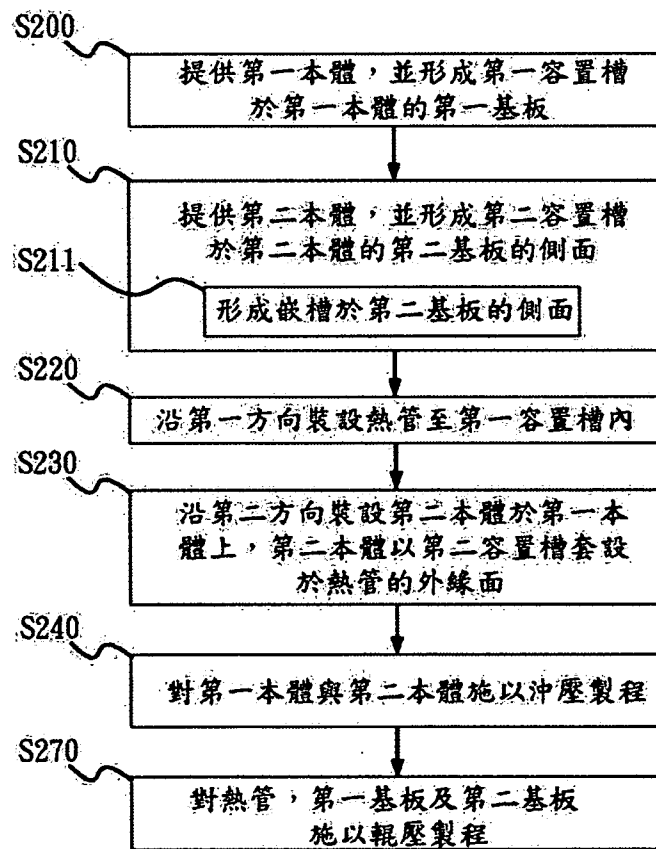 S200
提供第一本體，並形成第一容置槽
於第一本體的第一基板
S210
提供第二本體，並形成第二容置槽
於第二本體的第二基板的側面
S211
形成嵌槽於第二基板的側面
S220
沿第一方向裝設熱管至第一容置槽內
S230
沿第二方向裝設第二本體於第一本
體上，第二本體以第二容置槽套設
於熱管的外緣面
S240
對第一本體與第二本體施以沖壓製程
S270
對熱管，第一基板及第二基板
施以輥壓製程